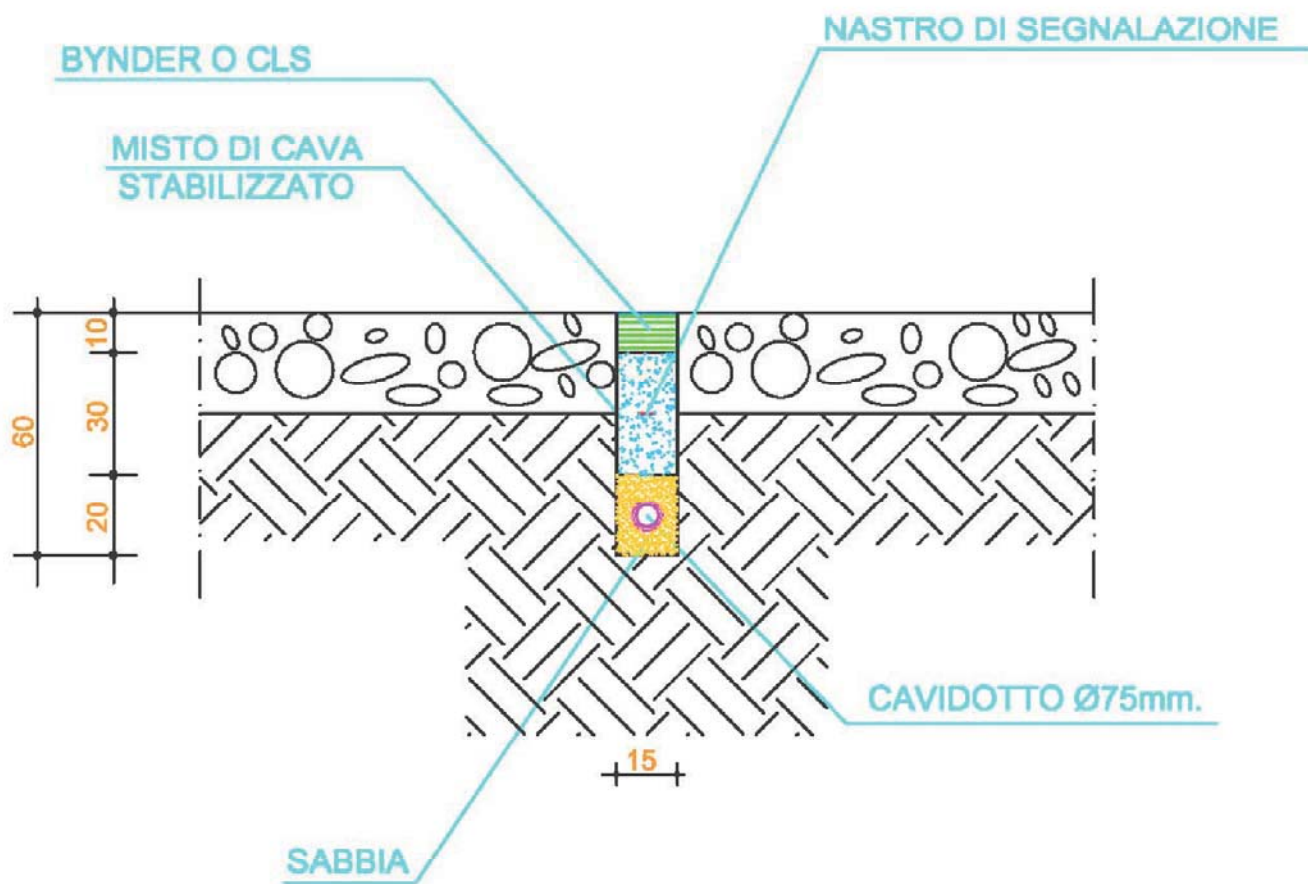 NASTRO DI SEGNALAZIONE
BYNDER O CLS
MISTO DI CAVA
STABILIZZATO
10
30
60
20
CAVIDOTTO Ø75mm.
15
SABBIA